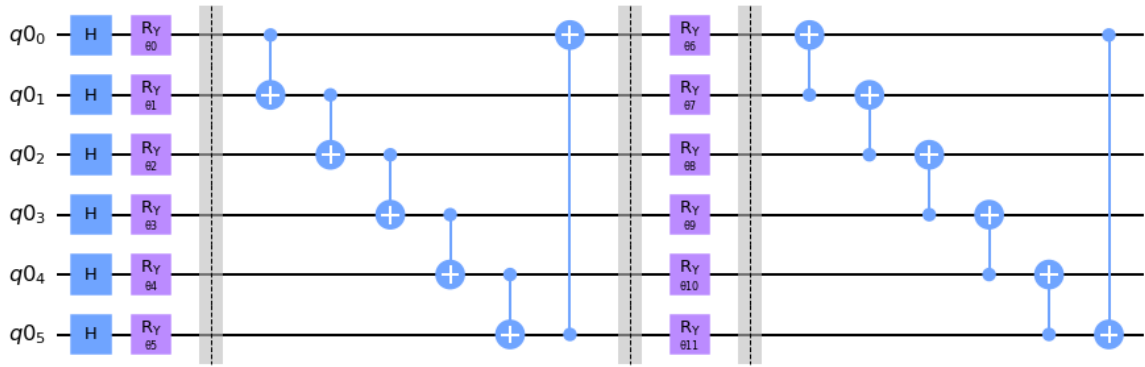 q0₀ H R_Y θ0 R_Y θ6
q0₁ H R_Y θ1 R_Y θ7
q0₂ H R_Y θ2 R_Y θ8
q0₃ H R_Y θ3 R_Y θ9
q0₄ H R_Y θ4 R_Y θ10
q0₅ H R_Y θ5 R_Y θ11